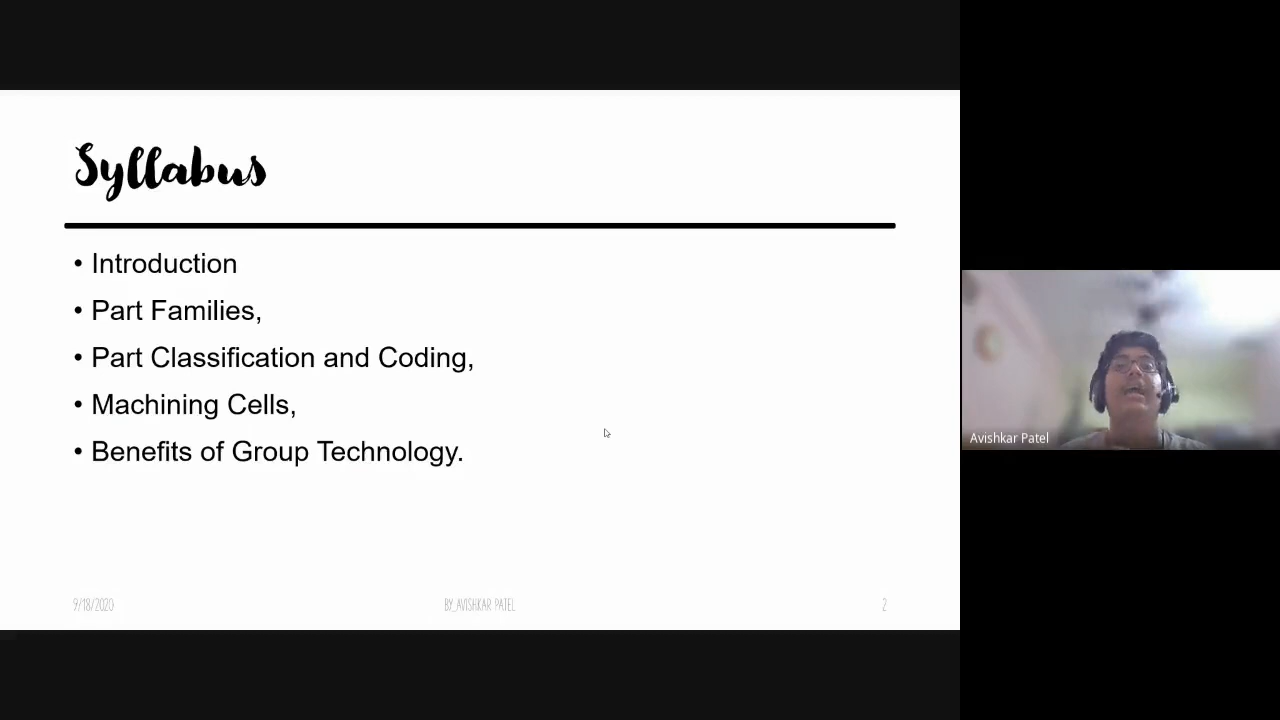 Syllabus
• Introduction
• Part Families,
• Part Classification and Coding,
• Machining Cells,
• Benefits of Group Technology.
9/18/2020
BY_AVISHKAR PATEL
2
Avishkar Patel